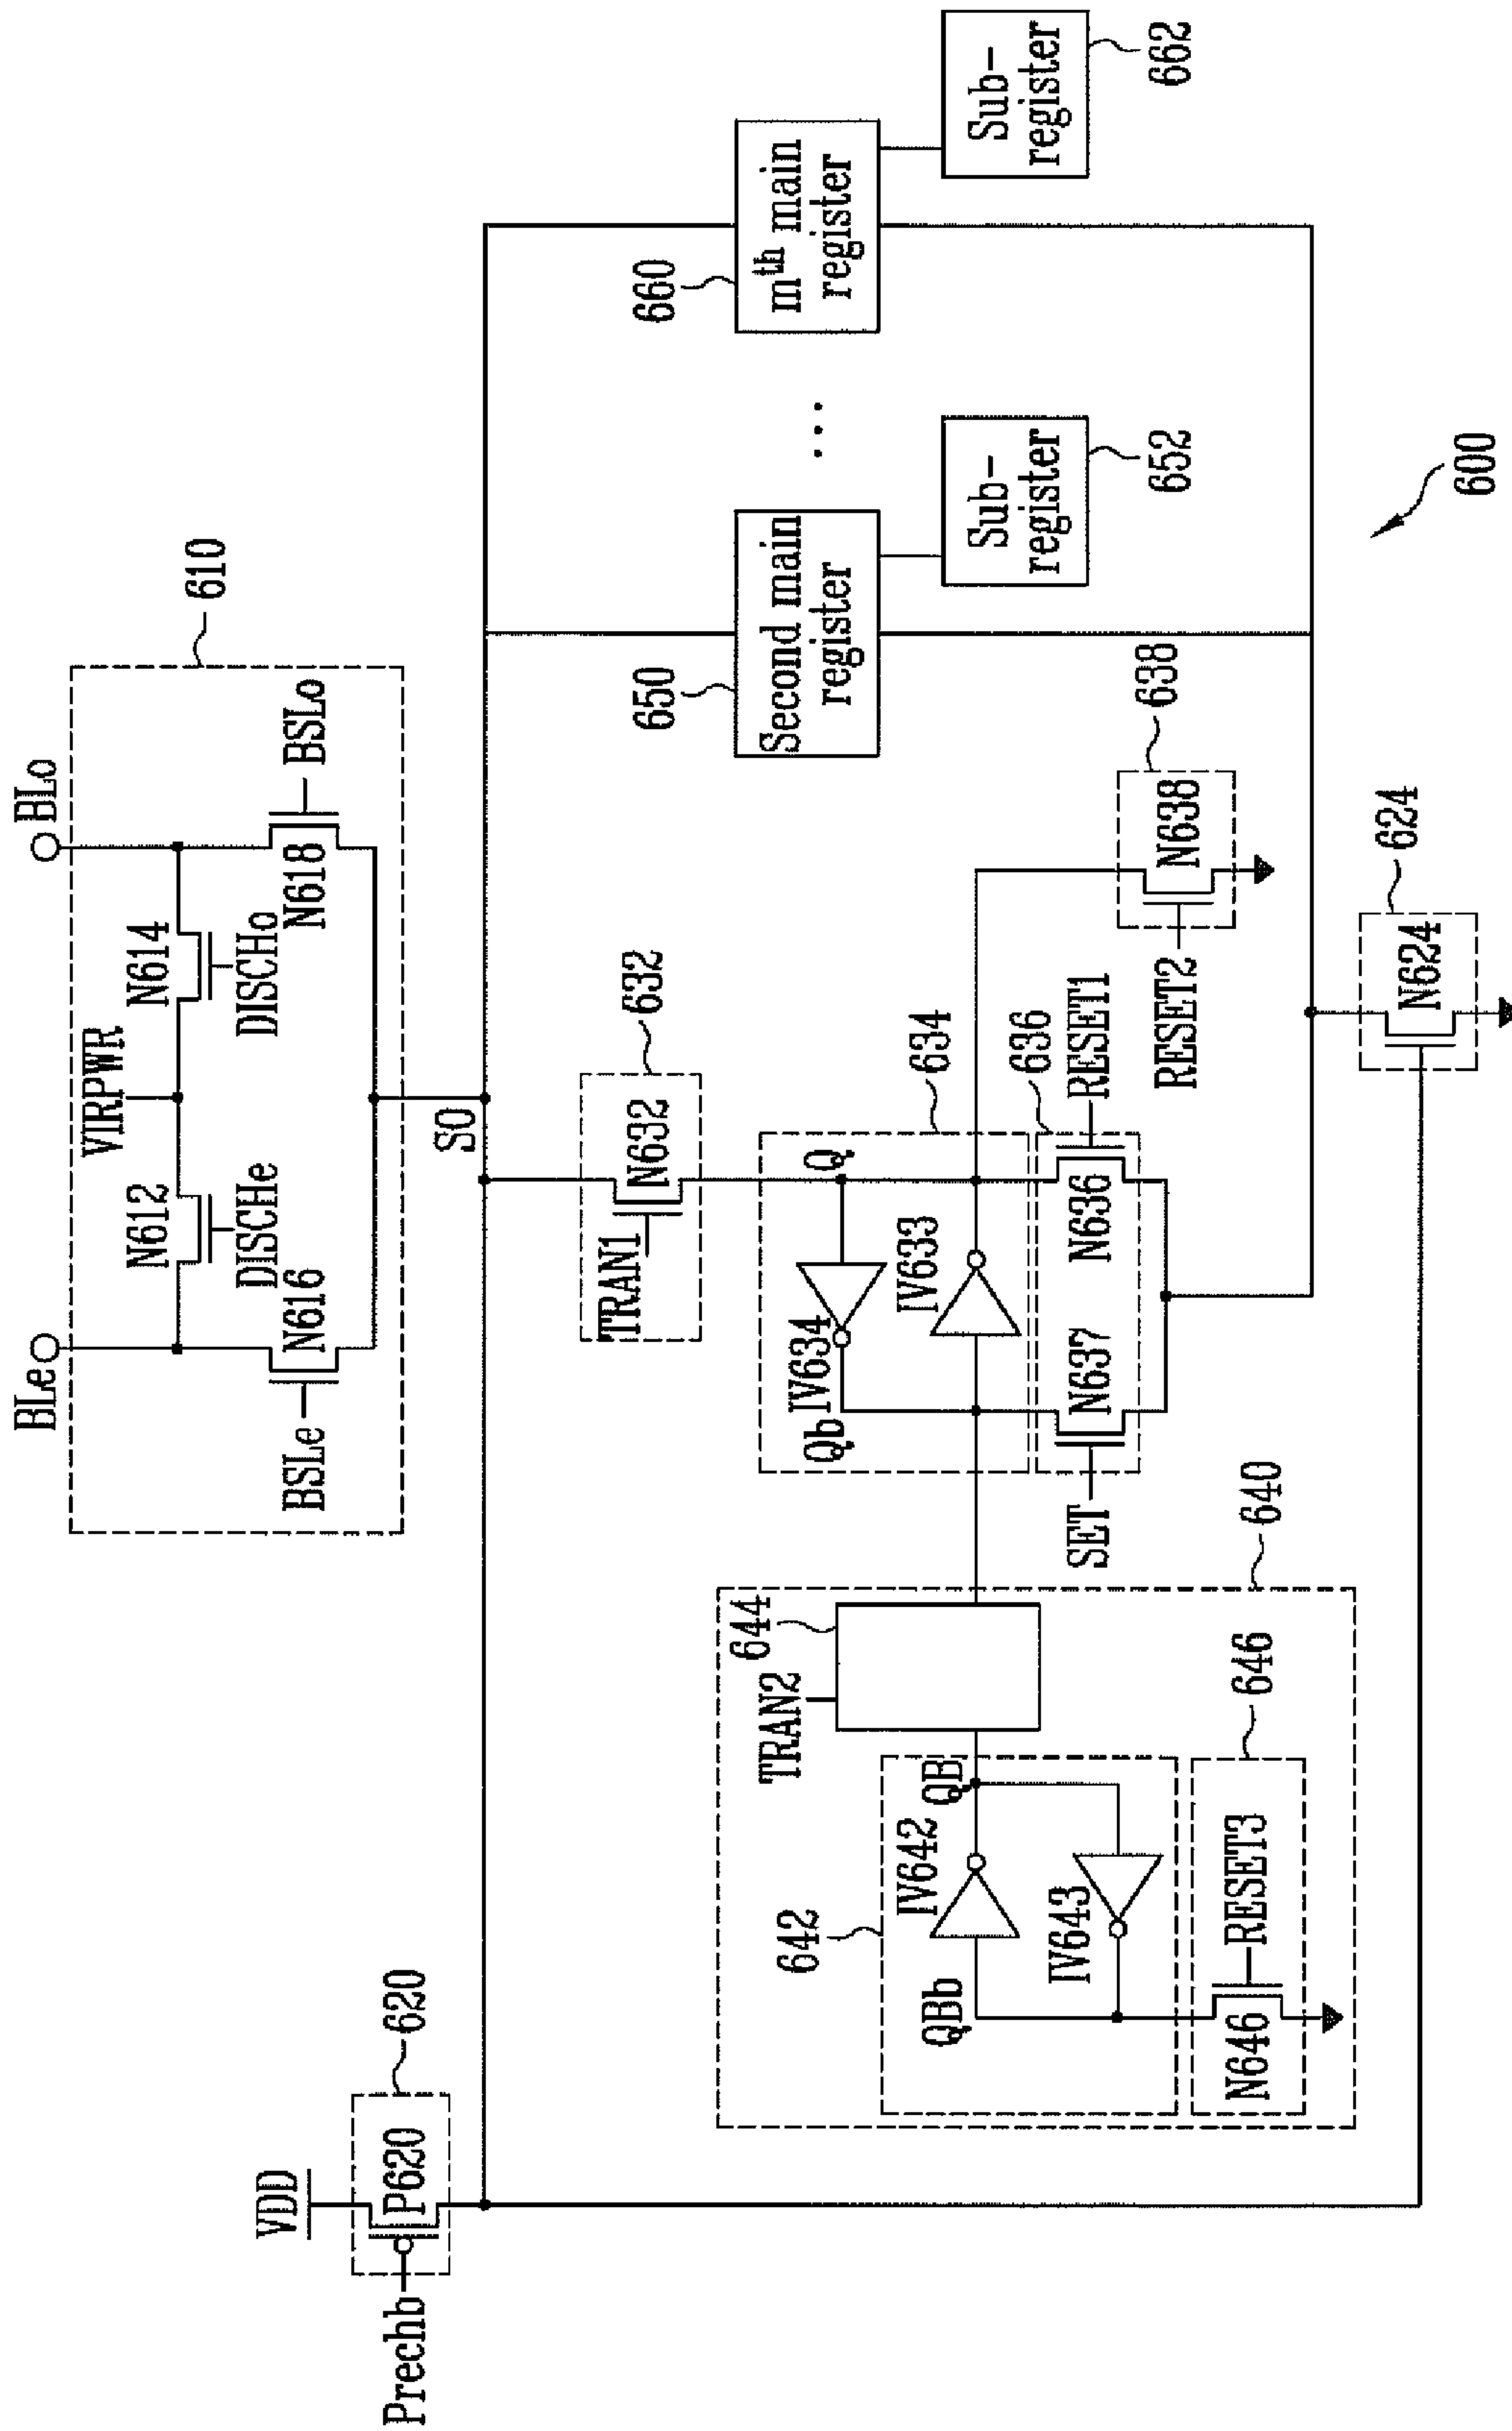 BLe
BLo
610
VIRPWR
N612
N614
DISCHe
DISCHo
BSLe
N616
N618
BSLo
VDD
620
P620
Prechb
SO
632
TRAN1
N632
650
Second main
register
660
mth main
register
...
Sub-
register
652
Sub-
register
662
634
Q
IV634
Qb
IV633
636
RESET1
N636
N637
SET
638
N638
RESET2
640
644
TRAN2
642
QB
IV642
QBb
IV643
646
RESET3
N646
624
N624
600